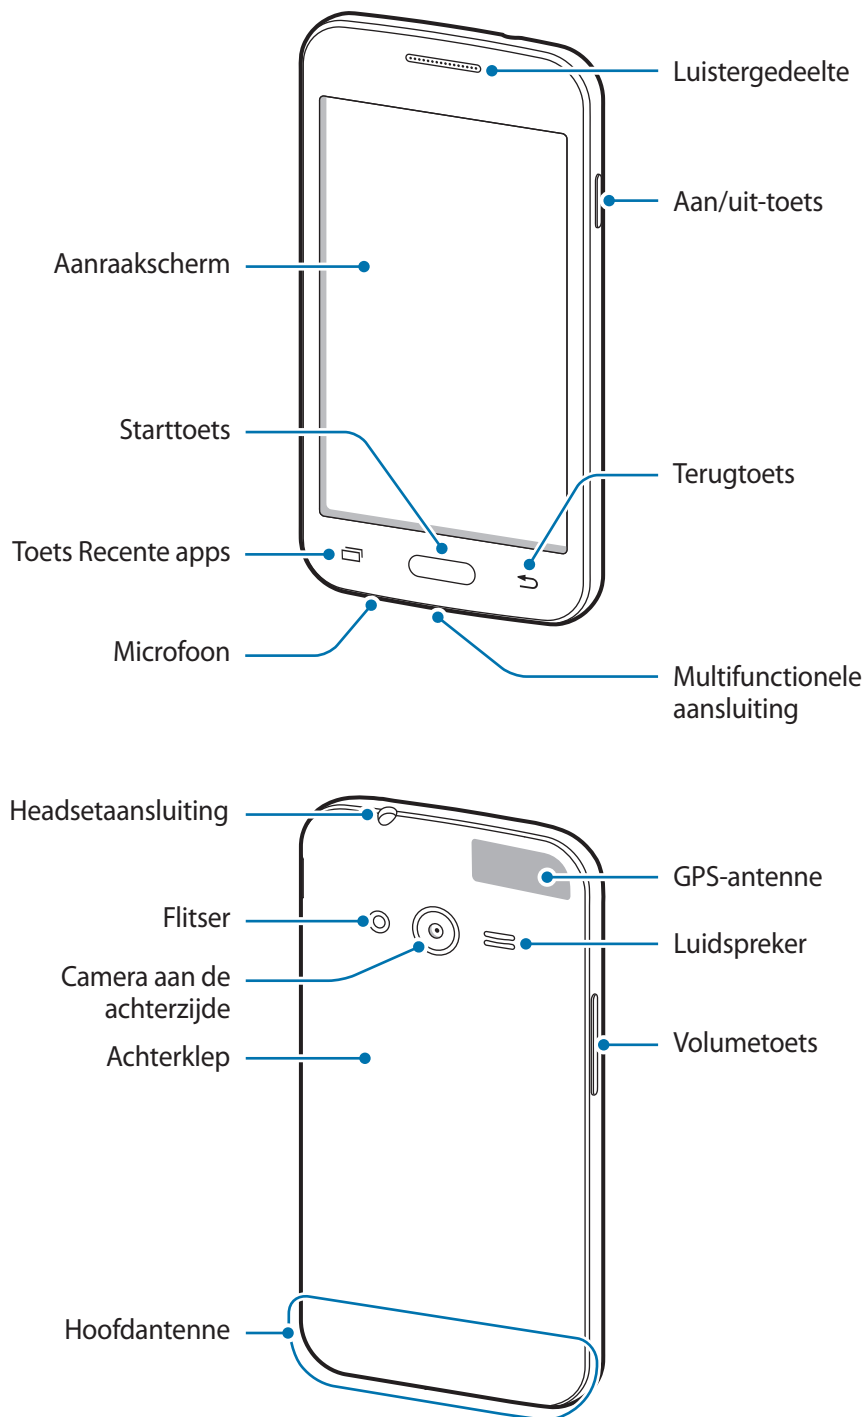 Luistergedeelte
Aan/uit-toets
Aanraakscherm
Starttoets
Terugtoets
Toets Recente apps
Microfoon
Multifunctionele
aansluiting
Headsetaansluiting
GPS-antenne
Flitser
Luidspreker
Camera aan de
achterzijde
Volumetoets
Achterklep
Hoofdantenne